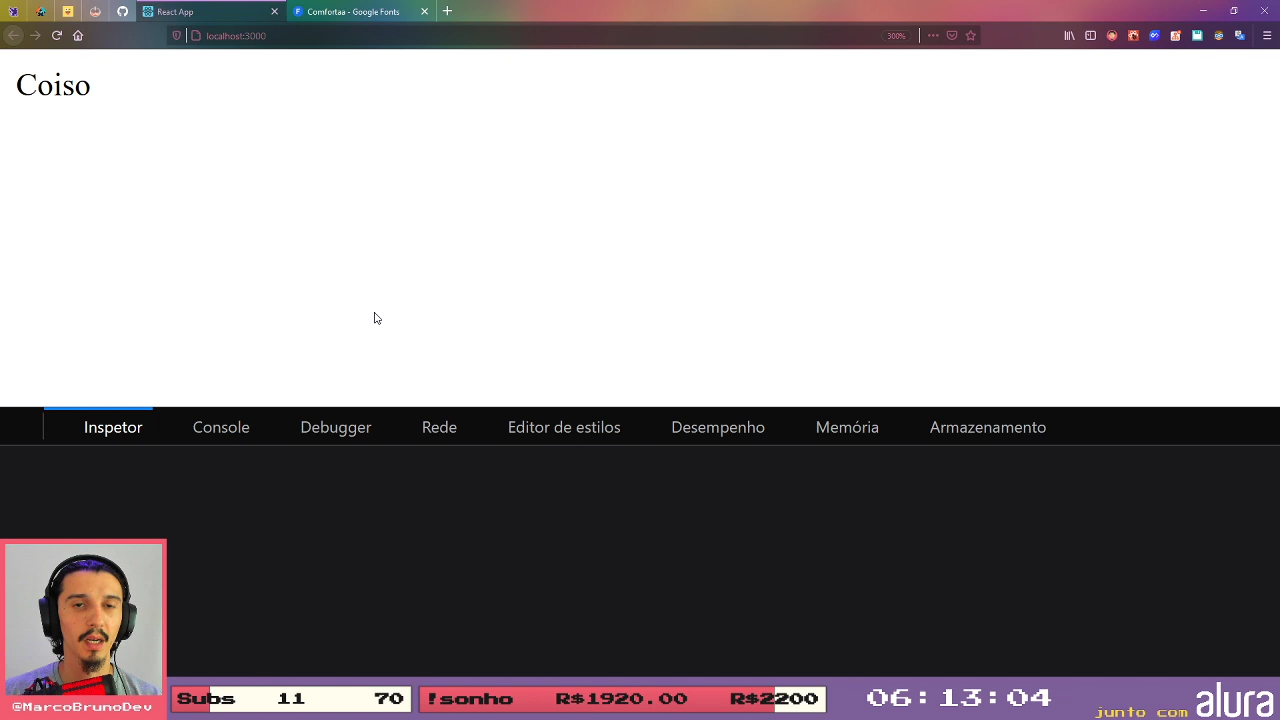 React App
Comfortaa - Google Fonts
localhost:3000
300%
Coiso
Inspetor Console Debugger Rede Editor de estilos Desempenho Memória Armazenamento
@MarcoBrunoDev
Subs 11 70
!sonho R$1920.00 R$2200
06:13:04
junto com alura